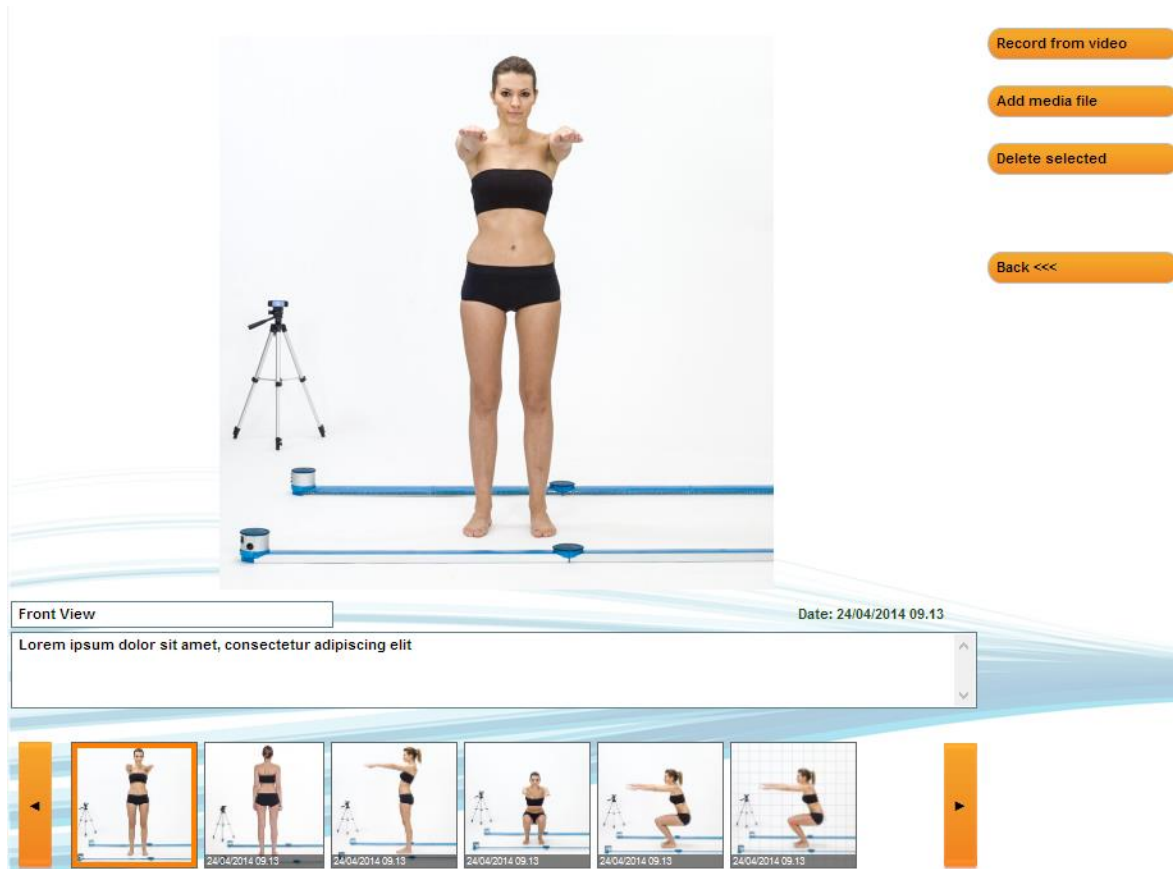 Record from video
Add media file
Delete selected
Back <<<
Front View
Date: 24/04/2014 09.13
Lorem ipsum dolor sit amet, consectetur adipiscing elit
24/04/2014 09.13
24/04/2014 09.13
24/04/2014 09.13
24/04/2014 09.13
24/04/2014 09.13